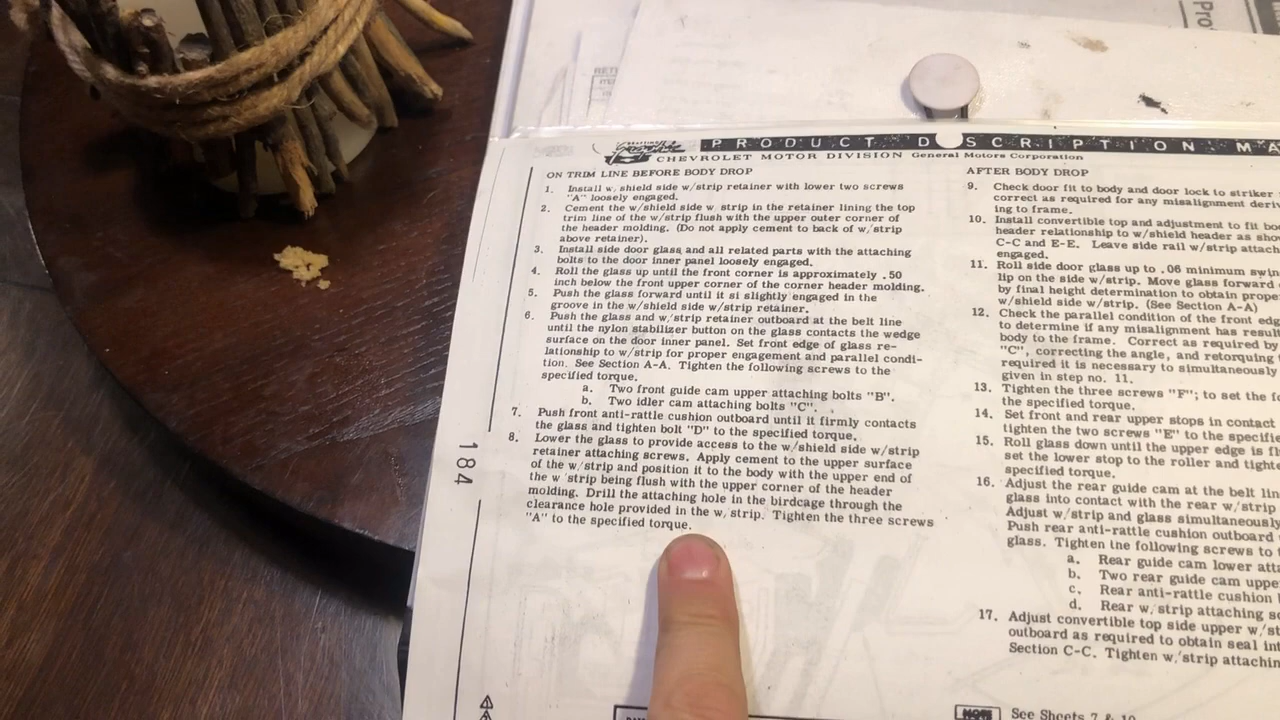 Pro
PRODUCT D SCRIPTION, MA
CHEVROLET MOTOR DIVISION General Motors Corporation
ON TRIM LINE BEFORE BODY DROP
1. Install w/shield side w/strip retainer with lower two screws
"A" loosely engaged.
2. Cement the w/shield side w/strip in the retainer lining the top
trim line of the w/strip flush with the upper outer corner of
the header molding. (Do not apply cement to back of w/strip
above retainer).
3. Install side door glass and all related parts with the attaching
bolts to the door inner panel loosely engaged.
4. Roll the glass up until the front corner is approximately .50
inch below the front upper corner of the corner header molding.
5. Push the glass forward until it si slightly engaged in the
groove in the w/shield side w/strip retainer.
6. Push the glass and w/strip retainer outboard at the belt line
until the nylon stabilizer button on the glass contacts the wedge
surface on the door inner panel. Set front edge of glass re-
lationship to w/strip for proper engagement and parallel condi-
tion. See Section A-A. Tighten the following screws to the
specified torque.
a. Two front guide cam upper attaching bolts "B".
b. Two idler cam attaching bolts "C".
7. Push front anti-rattle cushion outboard until it firmly contacts
the glass and tighten bolt "D" to the specified torque.
8. Lower the glass to provide access to the w/shield side w/strip
retainer attaching screws. Apply cement to the upper surface
of the w/strip and position it to the body with the upper end of
the w/strip being flush with the upper corner of the header
molding. Drill the attaching hole in the birdcage through the
clearance hole provided in the w/strip. Tighten the three screws
"A" to the specified torque.
184
AFTER BODY DROP
9. Check door fit to body and door lock to striker
correct as required for any misalignment deriv
ing to frame.
10. Install convertible top and adjustment to fit bo
header relationship to w/shield header as sho
C-C and E-E. Leave side rail w/strip attach
engaged.
11. Roll side door glass up to .06 minimum swin
lip on the side w/strip. Move glass forward
by final height determination to obtain prope
w/shield side w/strip. (See Section A-A)
12. Check the parallel condition of the front edg
to determine if any misalignment has resul
body to the frame. Correct as required by
"C", correcting the angle, and retorquing
required it is necessary to simultaneously
given in step no. 11.
13. Tighten the three screws "F"; to set the fo
the specified torque.
14. Set front and rear upper stops in contact
tighten the two screws "E" to the specifie
15. Roll glass down until the upper edge is fl
set the lower stop to the roller and tighte
specified torque.
16. Adjust the rear guide cam at the belt lin
glass into contact with the rear w/strip
Adjust w/strip and glass simultaneously
Push rear anti-rattle cushion outboard
glass. Tighten the following screws to
a. Rear guide cam lower atta
b. Two rear guide cam uppe
c. Rear anti-rattle cushion
d. Rear w/strip attaching s
17. Adjust convertible top side upper w/st
outboard as required to obtain seal int
Section C-C. Tighten w/strip attachin
NOTE See Sheets 7 & 10